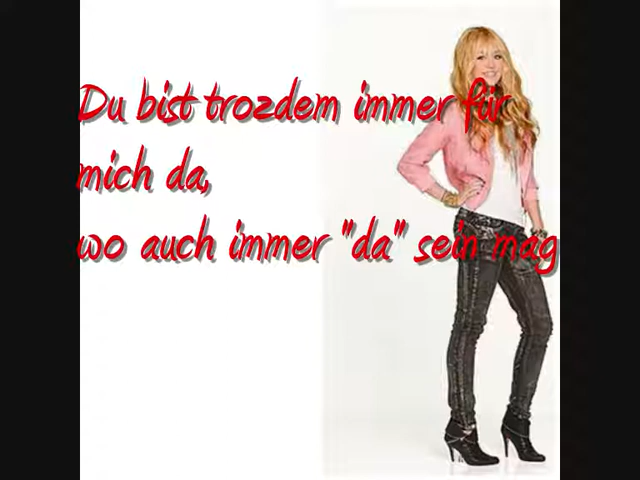 Du bist trozdem immer für
mich da,
wo auch immer "da" sein mag